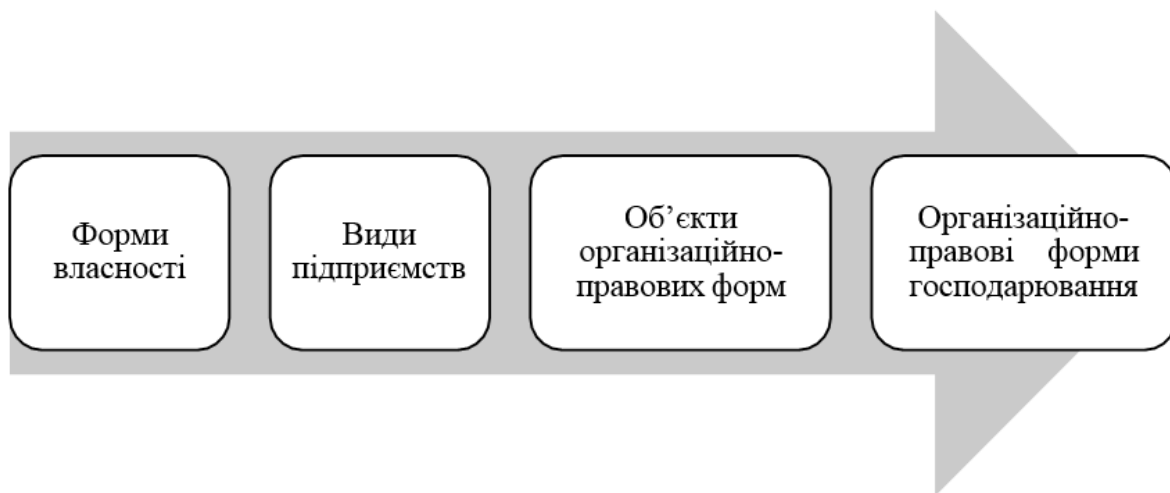 Форми
власності
Види
підприємств
Об’єкти
організаційно-
правових форм
Організаційно-
правові форми
господарювання